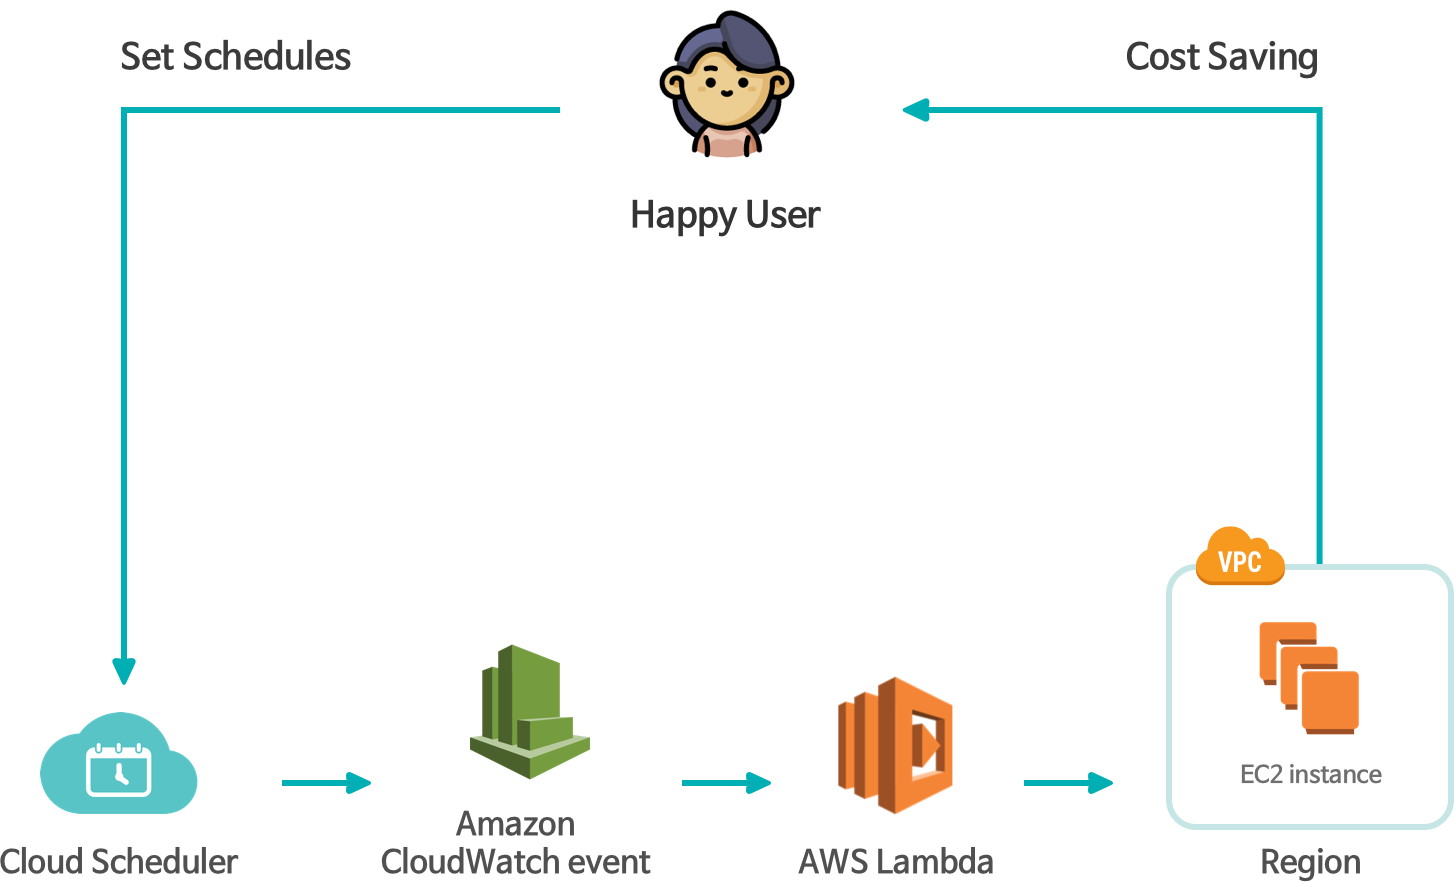 Set Schedules
Cost Saving
Happy User
VPC
EC2 instance
Cloud Scheduler
Amazon
CloudWatch event
AWS Lambda
Region